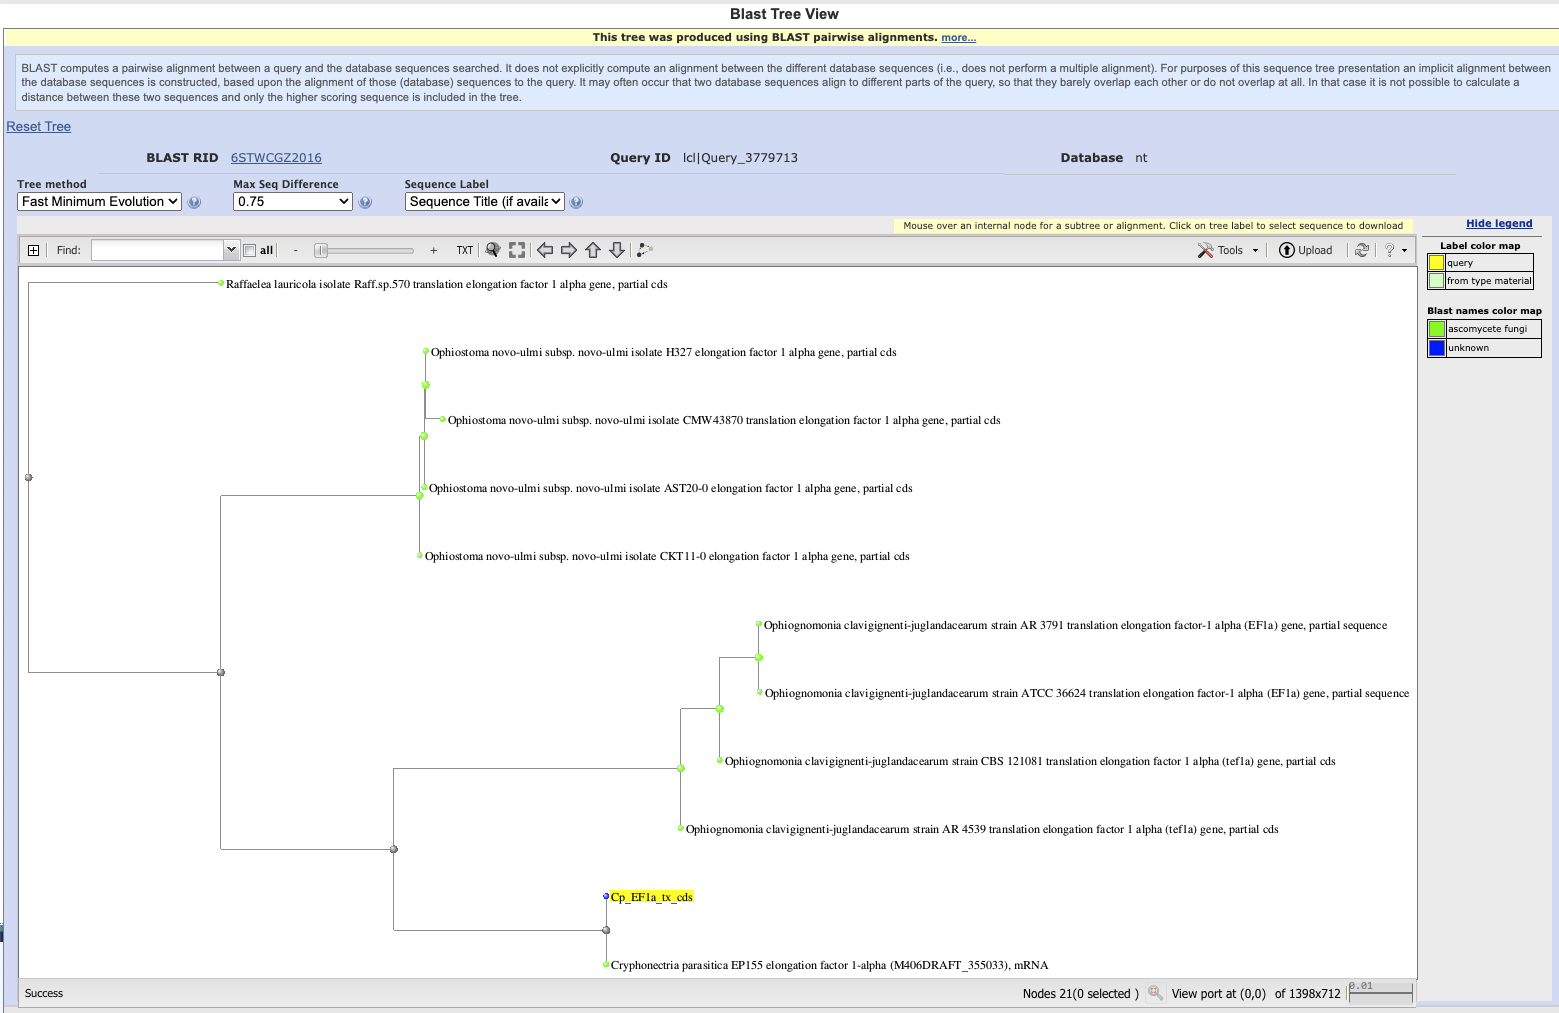 Blast Tree View
This tree was produced using BLAST pairwise alignments. more...
BLAST computes a pairwise alignment between a query and the database sequences searched. It does not explicitly compute an alignment between the different database sequences (i.e., does not perform a multiple alignment). For purposes of this sequence tree presentation an implicit alignment between
the database sequences is constructed, based upon the alignment of those (database) sequences to the query. It may often occur that two database sequences align to different parts of the query, so that they barely overlap each other or do not overlap at all. In that case it is not possible to calculate a
distance between these two sequences and only the higher scoring sequence is included in the tree.
Reset Tree
BLAST RID 6STWCGZ2016 Query ID lcl|Query_3779713 Database nt
Tree method Max Seq Difference Sequence Label
Fast Minimum Evolution 0.75 Sequence Title (if availa
Mouse over an internal node for a subtree or alignment. Click on tree label to select sequence to download
Hide legend
Find: all - + TXT Tools Upload ?
Label color map
query
from type material
Blast names color map
ascomycete fungi
unknown
Raffaelea lauricola isolate Raff.sp.570 translation elongation factor 1 alpha gene, partial cds
Ophiostoma novo-ulmi subsp. novo-ulmi isolate H327 elongation factor 1 alpha gene, partial cds
Ophiostoma novo-ulmi subsp. novo-ulmi isolate CMW43870 translation elongation factor 1 alpha gene, partial cds
Ophiostoma novo-ulmi subsp. novo-ulmi isolate AST20-0 elongation factor 1 alpha gene, partial cds
Ophiostoma novo-ulmi subsp. novo-ulmi isolate CKT11-0 elongation factor 1 alpha gene, partial cds
Ophiognomonia clavigignenti-juglandacearum strain AR 3791 translation elongation factor-1 alpha (EF1a) gene, partial sequence
Ophiognomonia clavigignenti-juglandacearum strain ATCC 36624 translation elongation factor-1 alpha (EF1a) gene, partial sequence
Ophiognomonia clavigignenti-juglandacearum strain CBS 121081 translation elongation factor 1 alpha (tef1a) gene, partial cds
Ophiognomonia clavigignenti-juglandacearum strain AR 4539 translation elongation factor 1 alpha (tef1a) gene, partial cds
Cp_EF1a_tx_cds
Cryphonectria parasitica EP155 elongation factor 1-alpha (M406DRAFT_355033), mRNA
Success Nodes 21(0 selected ) View port at (0,0) of 1398x712 0.01